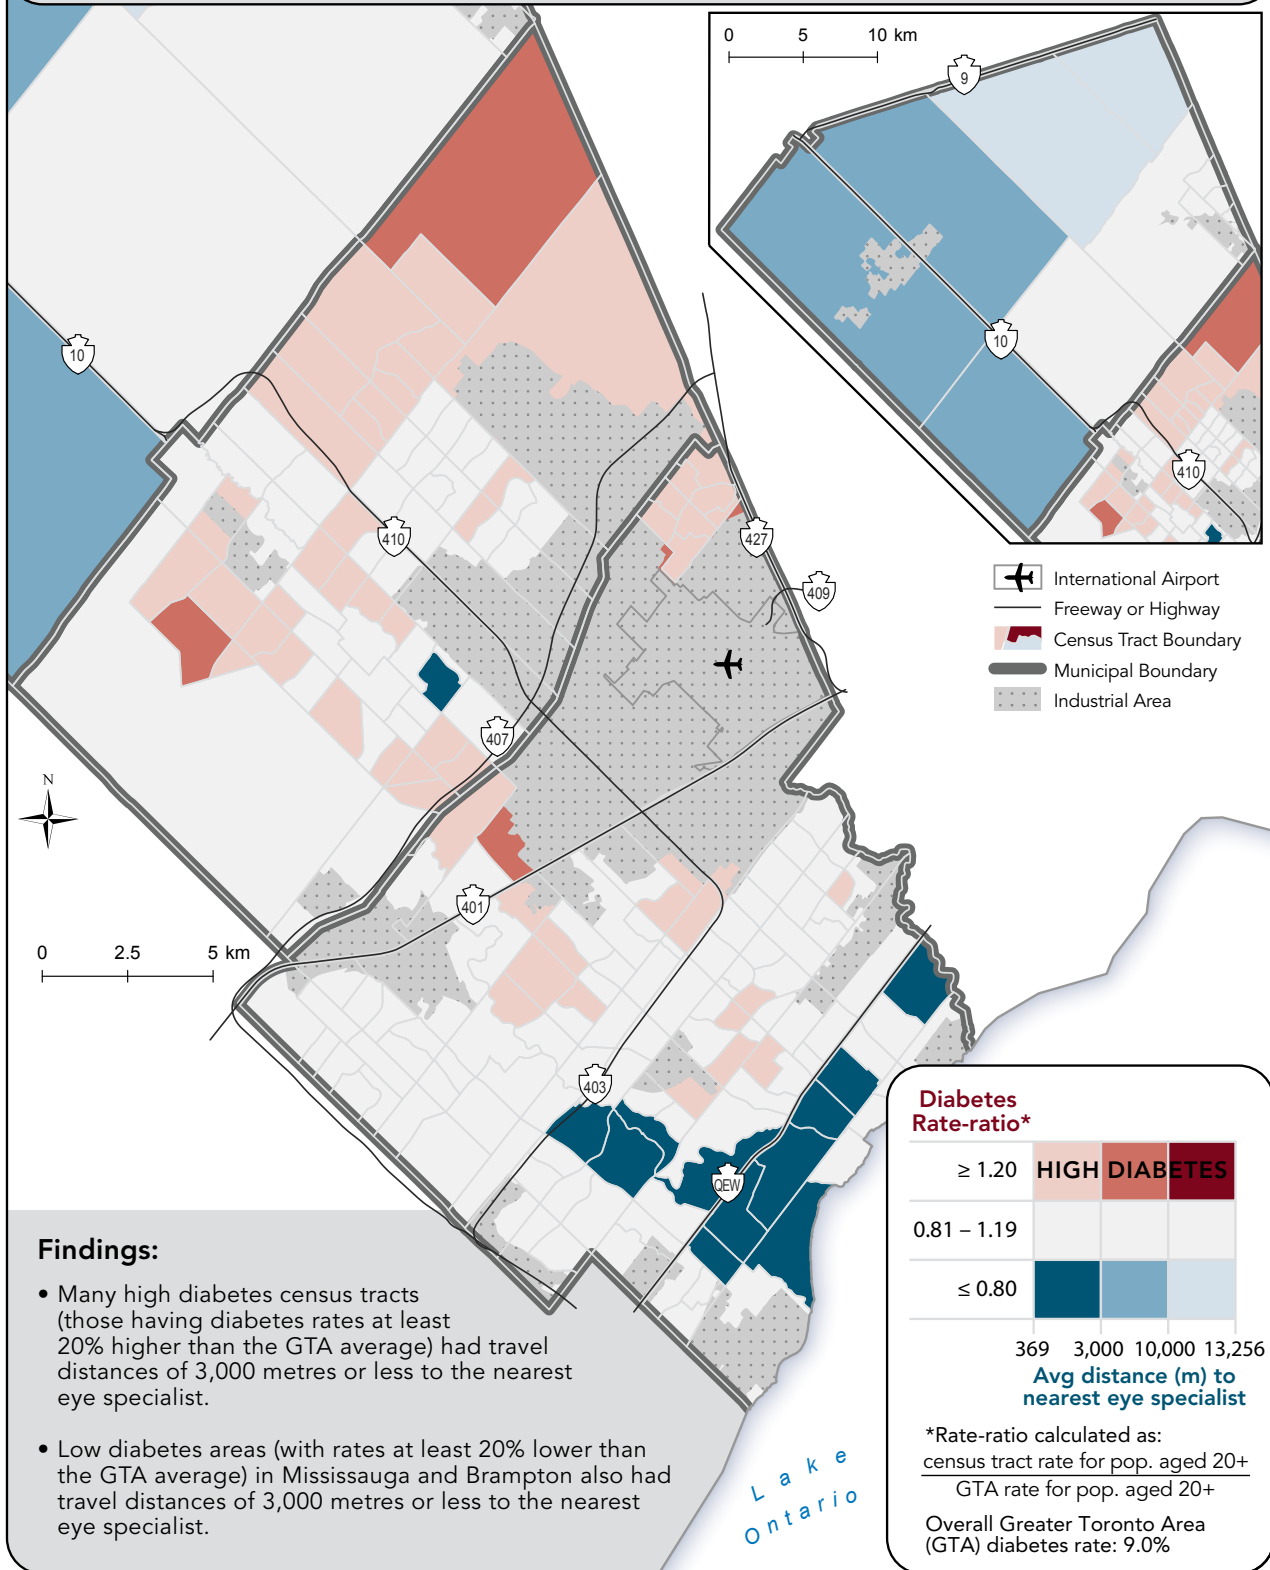 0 5 10 km
9
10
410
10
410
427
409
407
401
403
QEW
N
0 2.5 5 km
International Airport
Freeway or Highway
Census Tract Boundary
Municipal Boundary
Industrial Area
Findings:
• Many high diabetes census tracts
(those having diabetes rates at least
20% higher than the GTA average) had travel
distances of 3,000 metres or less to the nearest
eye specialist.
• Low diabetes areas (with rates at least 20% lower than
the GTA average) in Mississauga and Brampton also had
travel distances of 3,000 metres or less to the nearest
eye specialist.
Lake
Ontario
Diabetes
Rate-ratio*
≥ 1.20 HIGH DIABETES
0.81 – 1.19
≤ 0.80
369 3,000 10,000 13,256
Avg distance (m) to
nearest eye specialist
*Rate-ratio calculated as:
census tract rate for pop. aged 20+
GTA rate for pop. aged 20+
Overall Greater Toronto Area
(GTA) diabetes rate: 9.0%